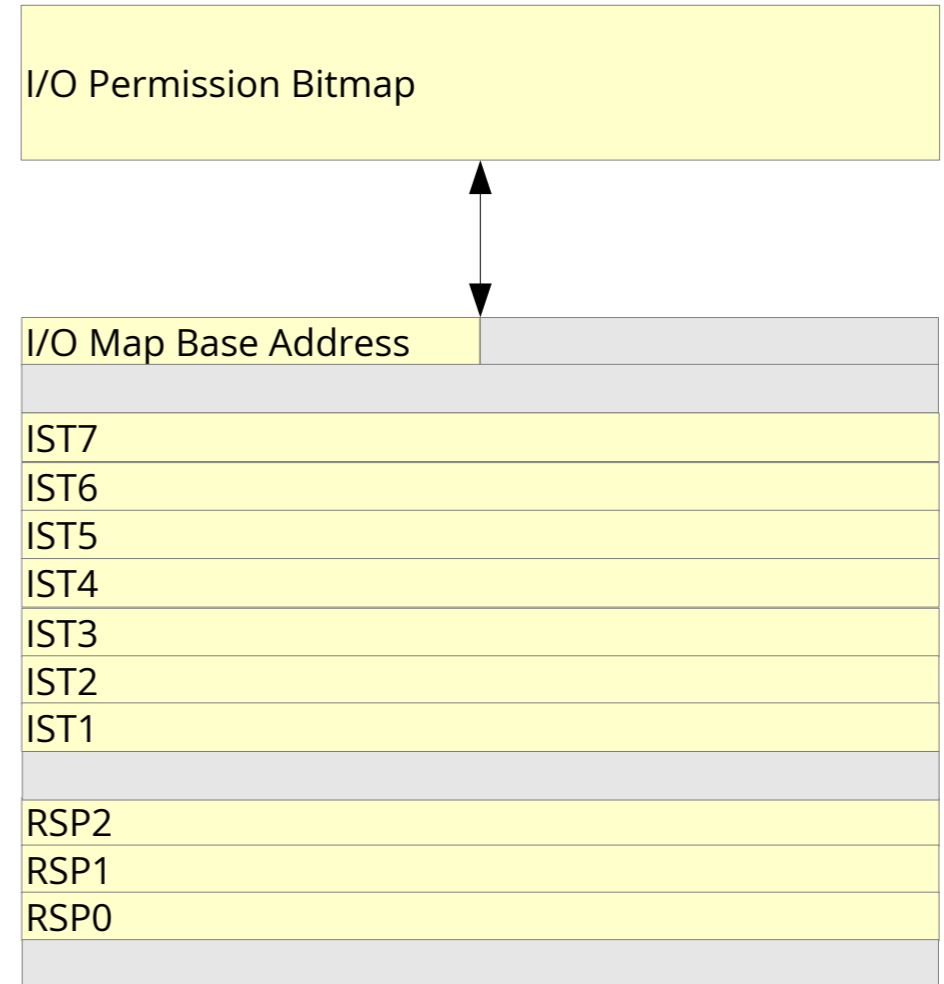 I/O Permission Bitmap
I/O Map Base Address
IST7
IST6
IST5
IST4
IST3
IST2
IST1
RSP2
RSP1
RSP0